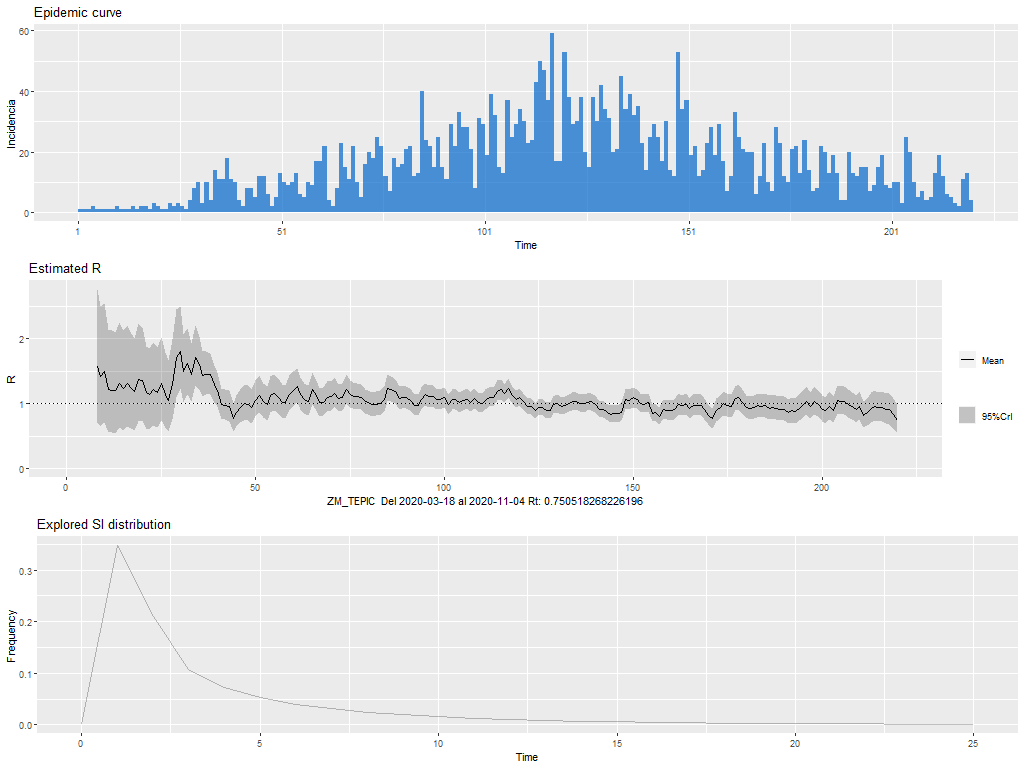 Epidemic curve
60
40
20
0
Incidencia
1 51 101 151 201
Time
Estimated R
2
1
0
R
0 50 100 150 200
ZM_TEPIC Del 2020-03-18 al 2020-11-04 Rt: 0.750518268226196
Mean
95%CrI
Explored SI distribution
0.3
0.2
0.1
0.0
Frequency
0 5 10 15 20 25
Time